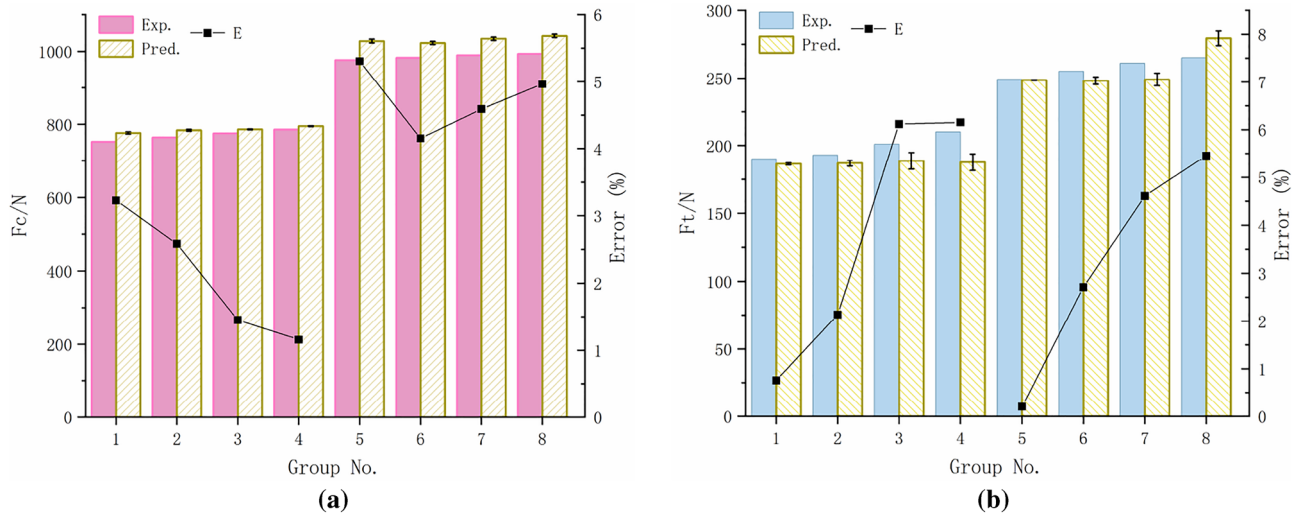 Exp.
Pred.
E
Fc/N
1000
800
600
400
200
0
6
5
4
3
2
1
0
Error (%)
1 2 3 4 5 6 7 8
Group No.
(a)
Exp.
Pred.
E
Ft/N
300
250
200
150
100
50
0
8
7
6
5
4
3
2
1
0
Error (%)
1 2 3 4 5 6 7 8
Group No.
(b)